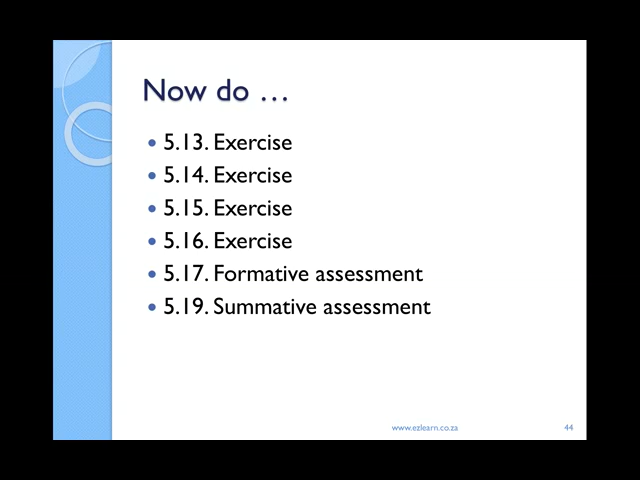 Now do …
• 5.13. Exercise
• 5.14. Exercise
• 5.15. Exercise
• 5.16. Exercise
• 5.17. Formative assessment
• 5.19. Summative assessment
www.ezlearn.co.za 44